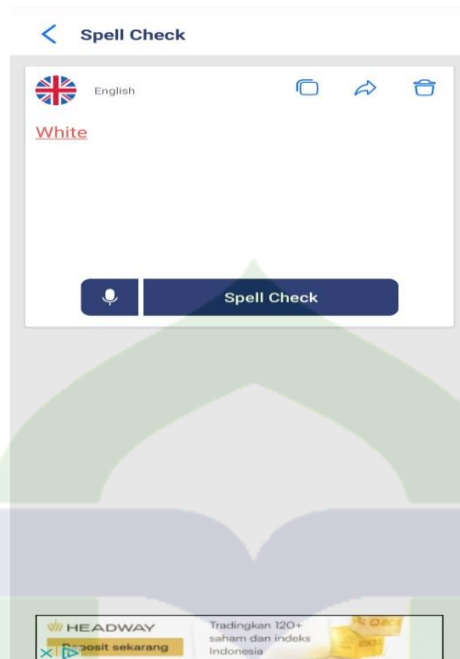 Spell Check
English
White
Spell Check
HEADWAY
Deposit sekarang
Tradingkan 120+
saham dan indeks
Indonesia